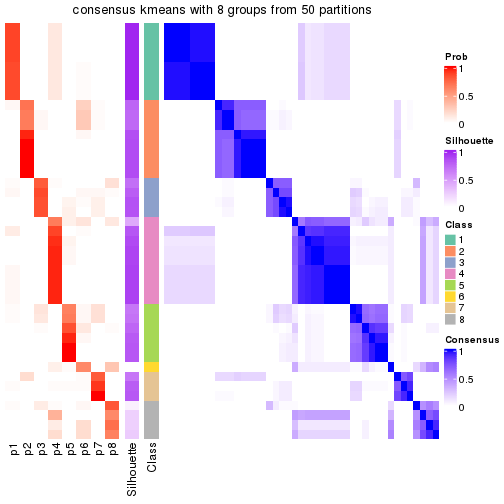 consensus kmeans with 8 groups from 50 partitions
Prob
1
0.5
0
Silhouette
1
0.5
0
Class
1
2
3
4
5
6
7
8
Consensus
1
0.5
0
p1
p2
p3
p4
p5
p6
p7
p8
Silhouette
Class